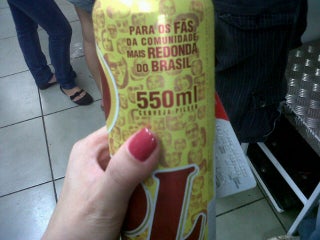 PARA OS FÃS
DA COMUNIDADE
MAIS REDONDA
DO BRASIL
550ml
CERVEJA PILSEN